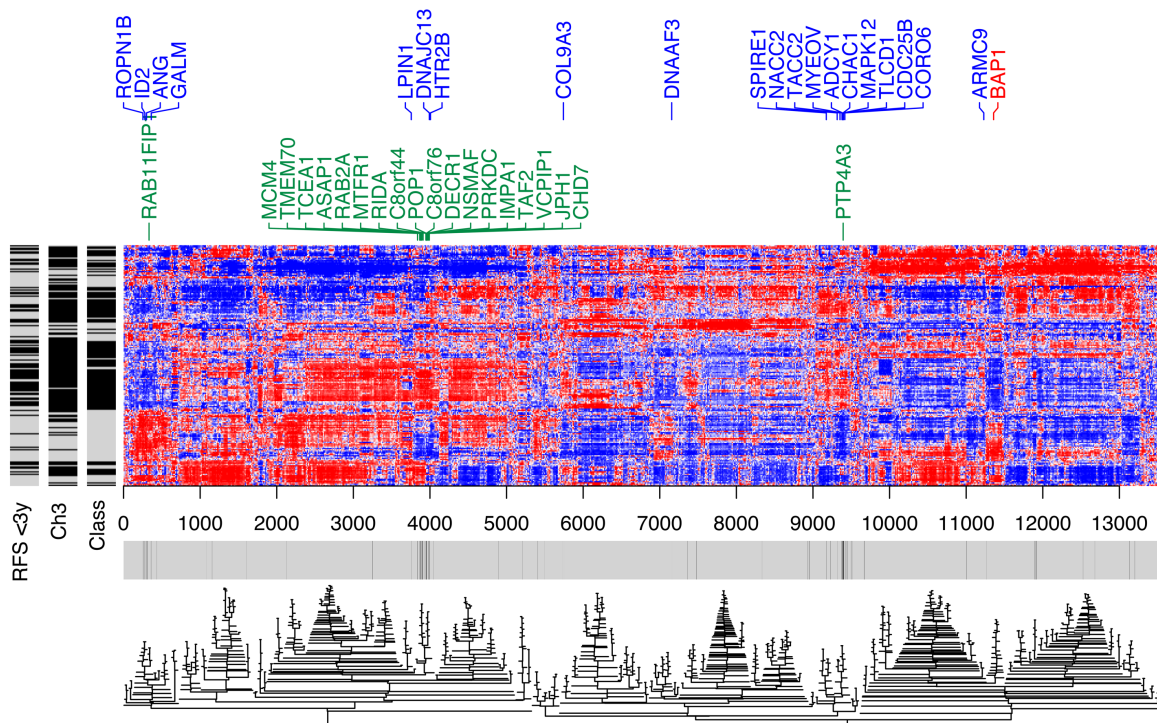 ROPN1B
ID2
ANG
GALM
LPIN1
DNAJC13
HTR2B
COL9A3
DNAAF3
SPIRE1
NACC2
TACC2
MYEOV
ADCY1
CHAC1
MAPK12
TLCD1
CDC25B
CORO6
ARMC9
BAP1
RAB11FIP1
MCM4
TMEM70
TCEA1
ASAP1
RAB2A
MTFR1
RIDA
C8orf44
POP1
C8orf76
DECR1
NSMAF
PRKDC
IMPA1
TAF2
VCPIP1
JPH1
CHD7
PTP4A3
RFS <3y
Ch3
Class
0 1000 2000 3000 4000 5000 6000 7000 8000 9000 10000 11000 12000 13000